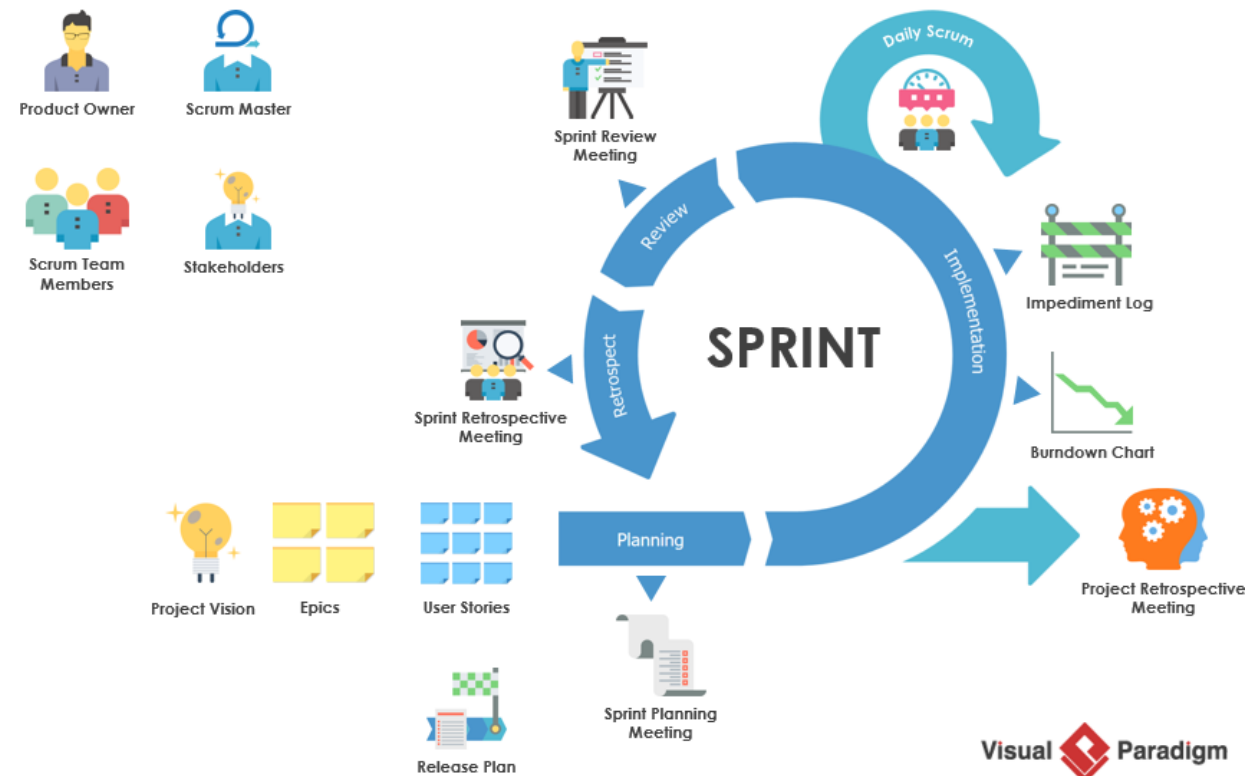 Product Owner
Scrum Master
Scrum Team
Members
Stakeholders
Sprint Review
Meeting
Daily Scrum
Review
Implementation
Impediment Log
SPRINT
Retrospect
Sprint Retrospective
Meeting
Burndown Chart
Planning
Project Vision
Epics
User Stories
Project Retrospective
Meeting
Sprint Planning
Meeting
Release Plan
Visual Paradigm